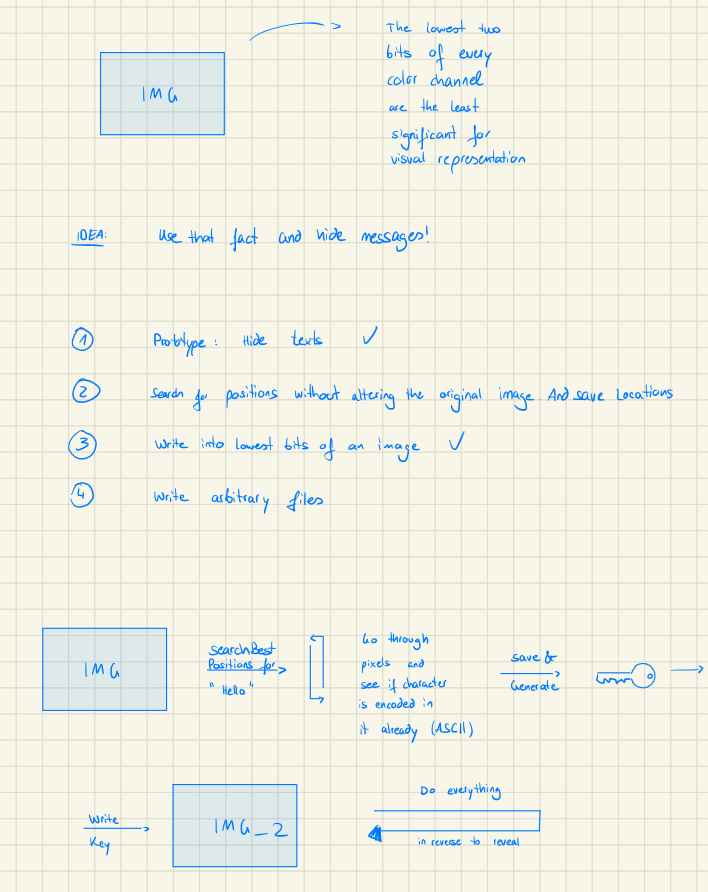 IMG
The lowest two
bits of every
color channel
are the least
significant for
visual representation
IDEA:
Use that fact and hide messages!
1 Prototype: Hide texts ✓
2 Search for positions without altering the original image And save Locations
3 Write into lowest bits of an image ✓
4 Write arbitrary files
IMG
searchBest
Positions for
"Hello"
Go through
pixels and
see if character
is encoded in
it already (ASCII)
save &
Generate
Write
Key
IMG_2
Do everything
in reverse to reveal